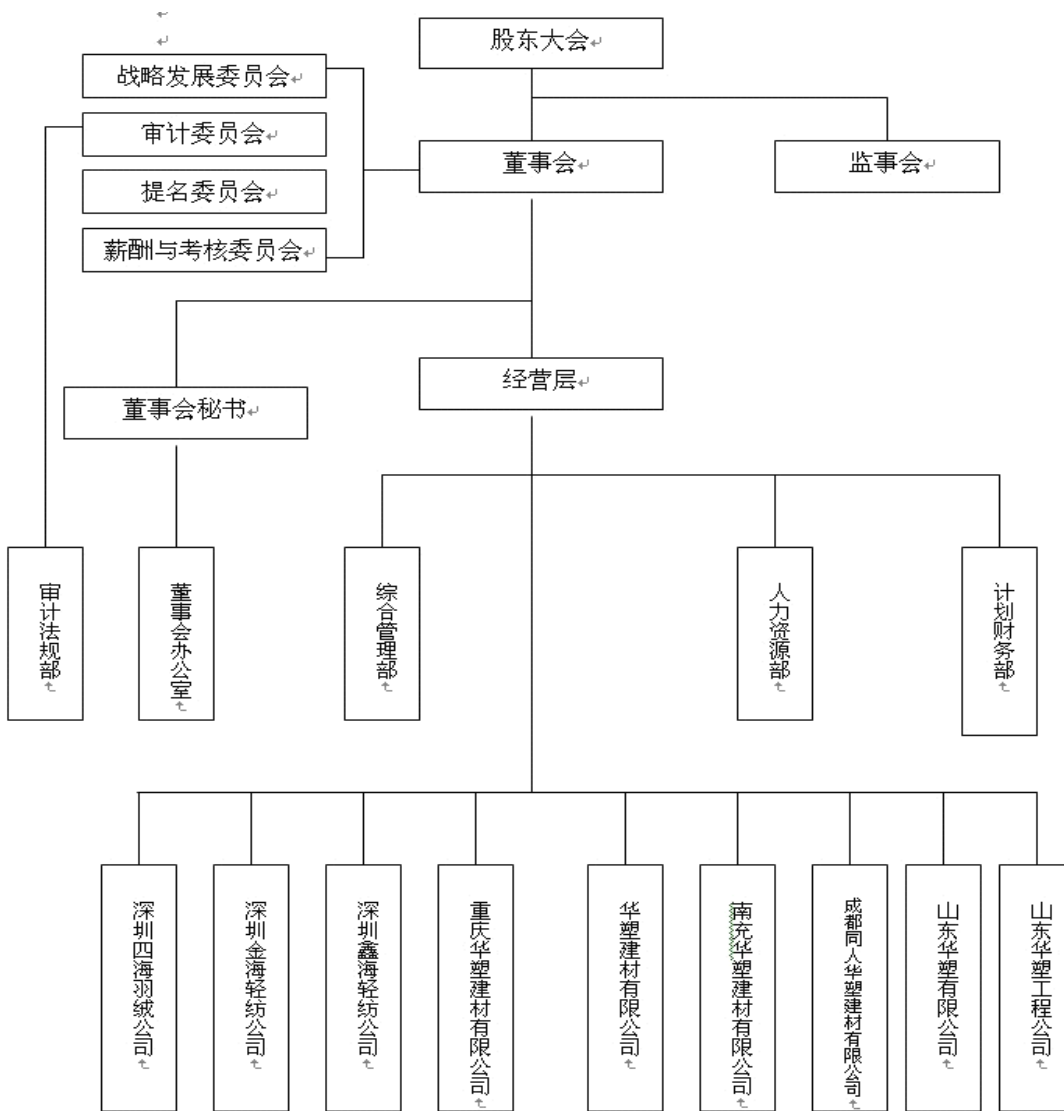 股东大会
战略发展委员会
审计委员会
董事会
监事会
提名委员会
薪酬与考核委员会
经营层
董事会秘书
审计法规部
董事会办公室
综合管理部
人力资源部
计划财务部
深圳四海羽绒公司
深圳金海轻纺公司
深圳鑫海轻纺公司
重庆华塑建材有限公司
华塑建材有限公司
南充华塑建材有限公司
成都同人华塑建材有限公司
山东华塑有限公司
山东华塑工程公司